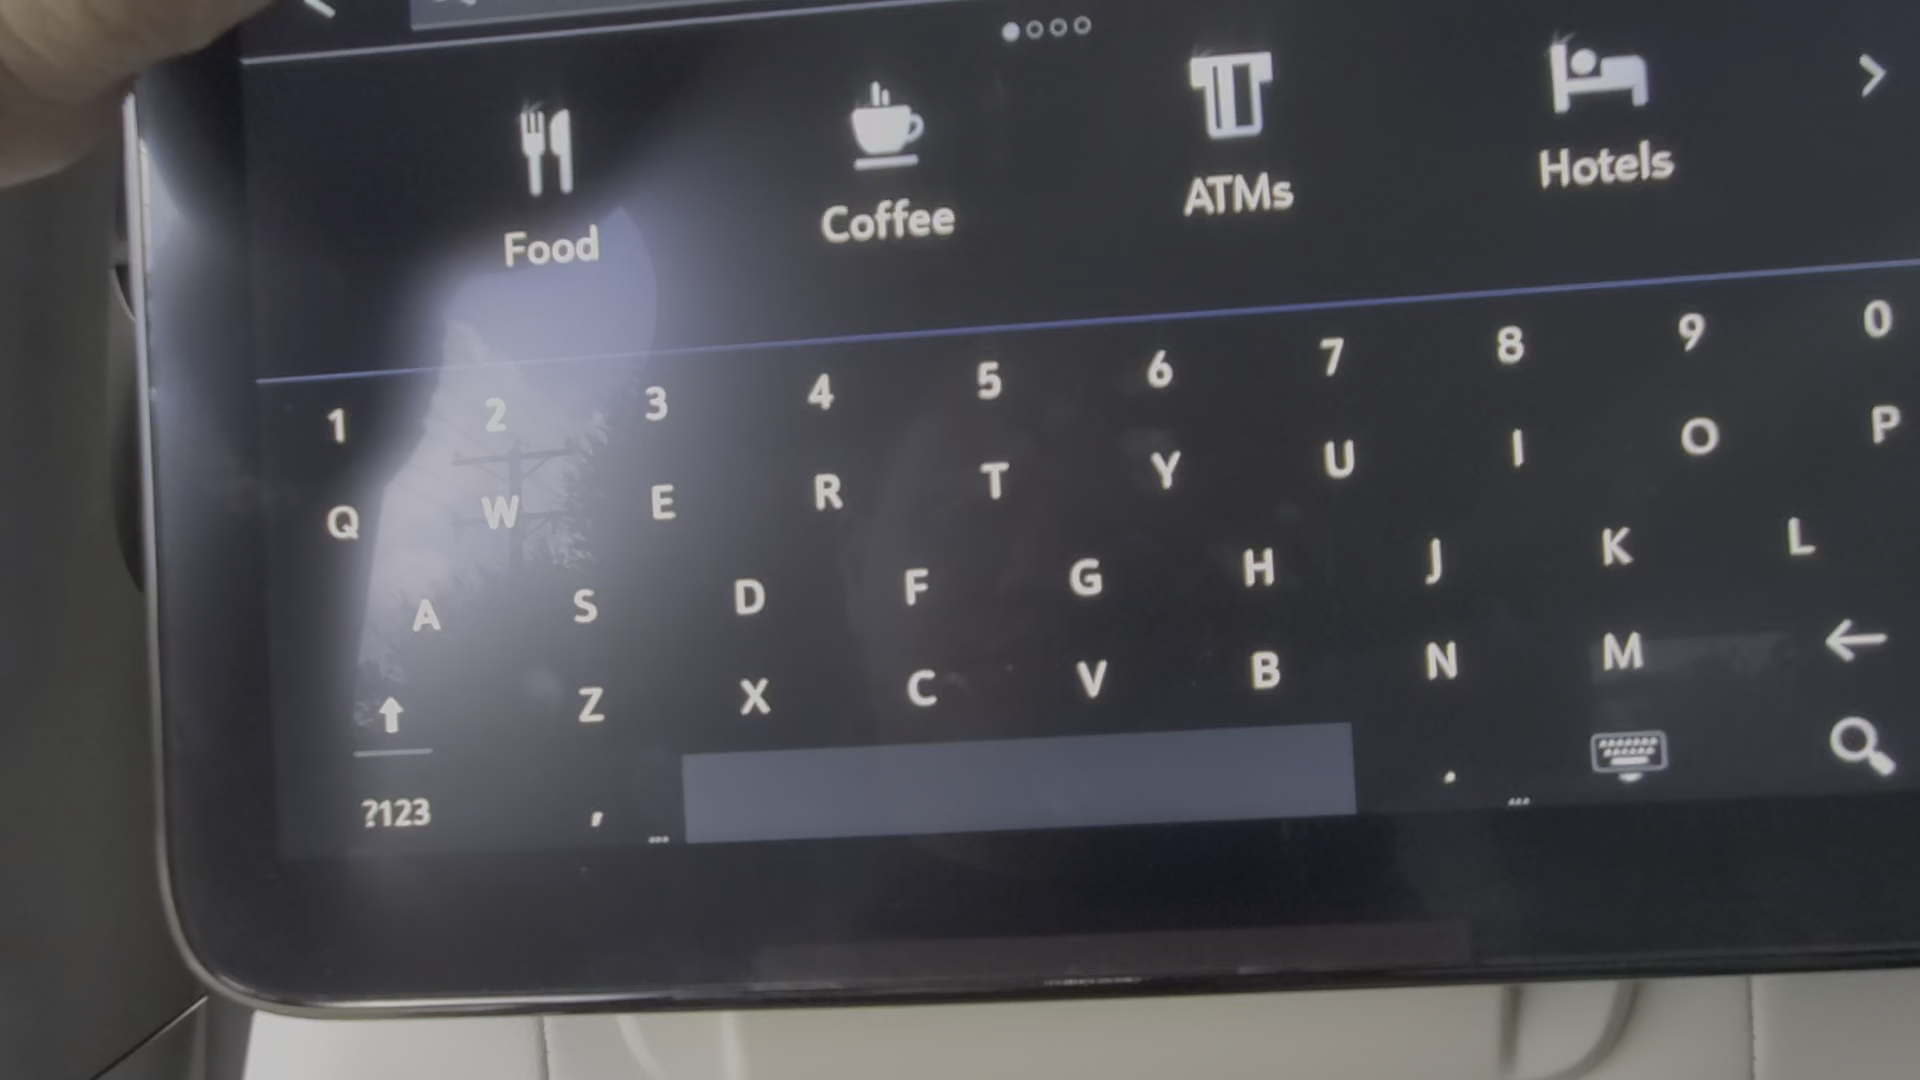 Food Coffee ATMs Hotels
1 2 3 4 5 6 7 8 9 0
Q W E R T Y U I O P
A S D F G H J K L
Z X C V B N M
?123 , ... . ...